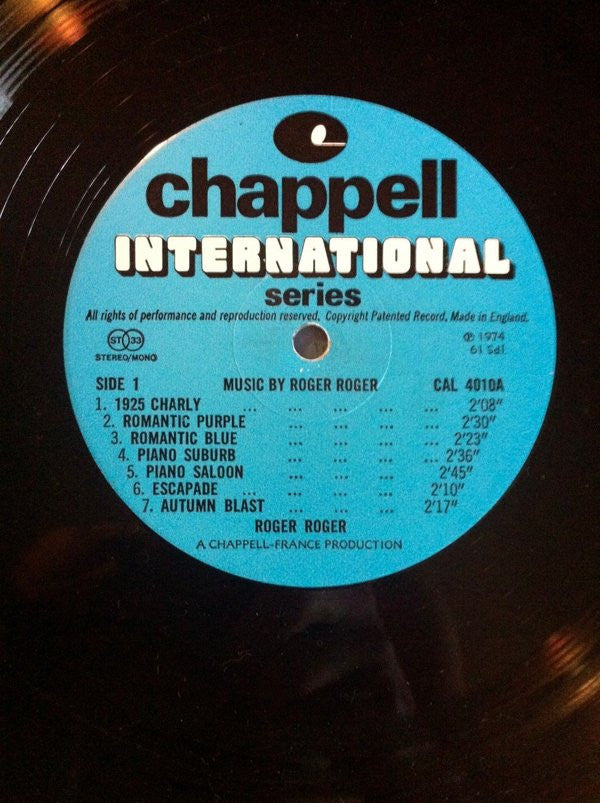 chappell
INTERNATIONAL
series
All rights of performance and reproduction reserved. Copyright Patented Record. Made in England.
ST 33
STEREO/MONO
℗ 1974
SIDE 1 MUSIC BY ROGER ROGER CAL 4010A
1. 1925 CHARLY ... ... ... ... ... 2'08"
2. ROMANTIC PURPLE ... ... ... ... 2'30"
3. ROMANTIC BLUE ... ... ... 2'23"
4. PIANO SUBURB ... ... ... ... 2'36"
5. PIANO SALOON ... ... ... 2'45"
6. ESCAPADE ... ... ... ... 2'10"
7. AUTUMN BLAST ... ... ... 2'17"
ROGER ROGER
A CHAPPELL-FRANCE PRODUCTION